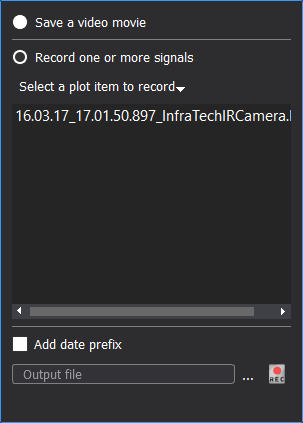 Save a video movie
Record one or more signals
Select a plot item to record
16.03.17_17.01.50.897_InfraTechIRCamera.
Add date prefix
Output file
...
REC